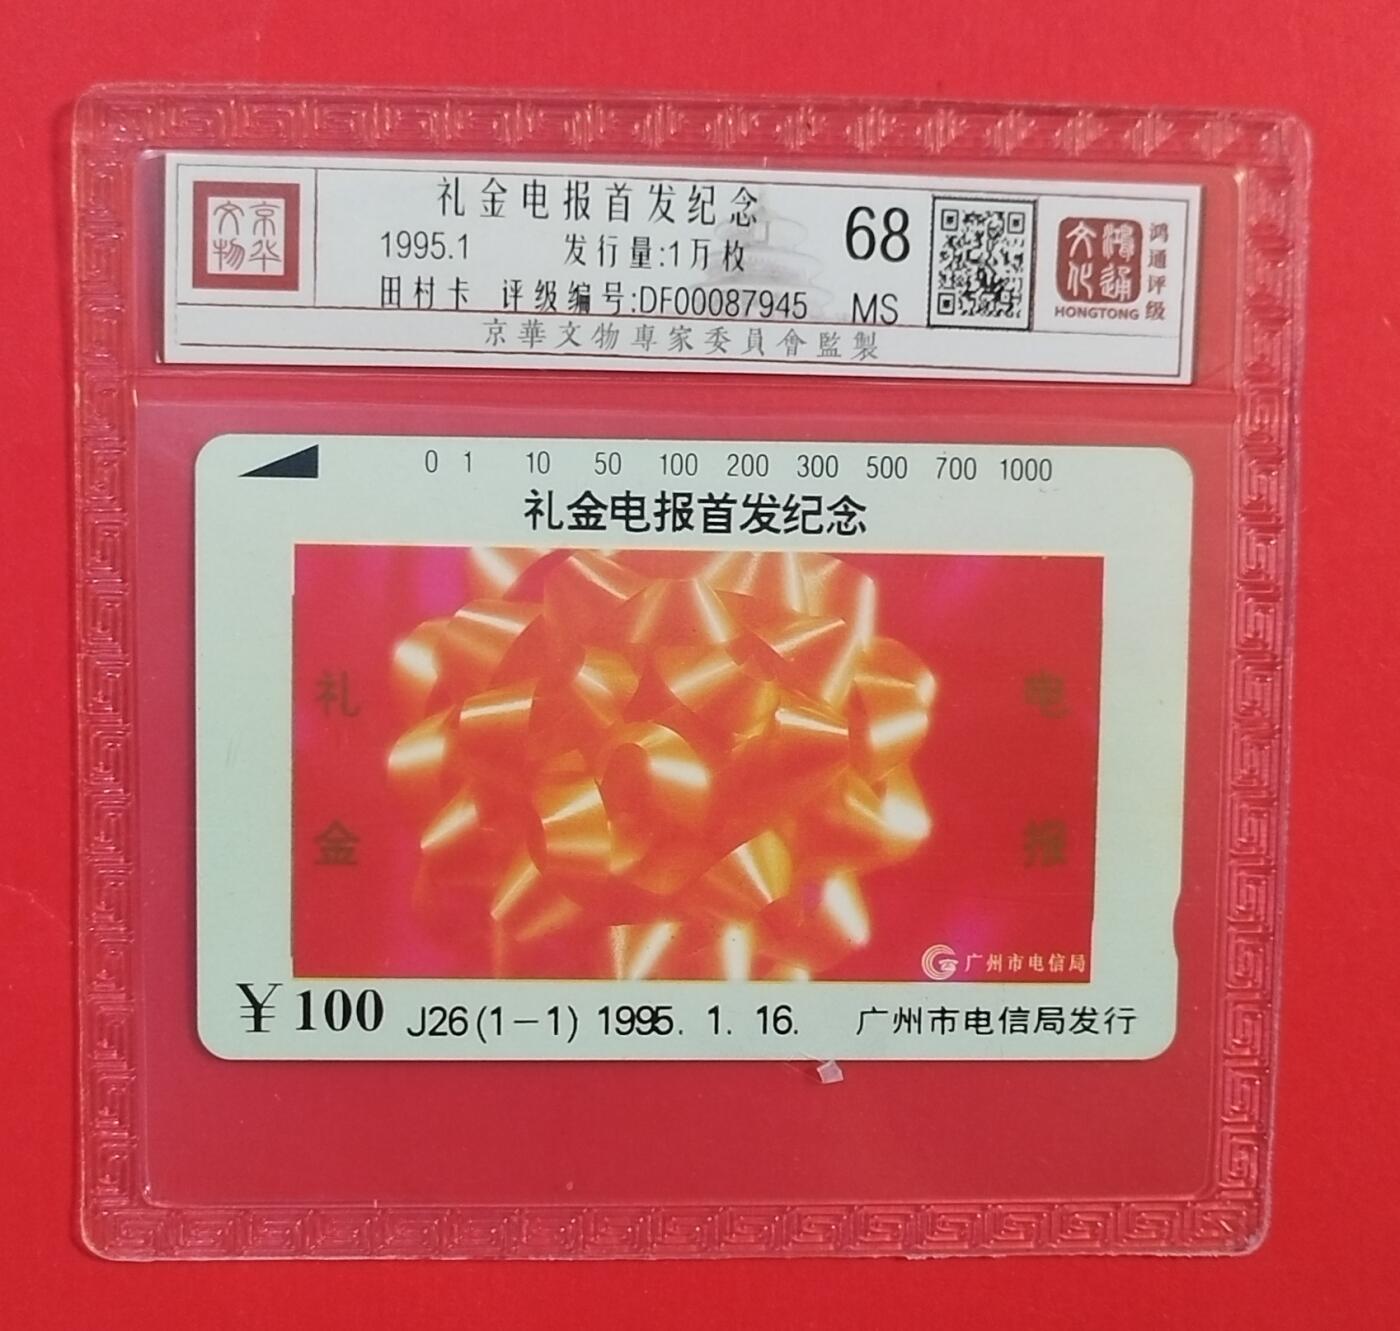 京华文物
礼金电报首发纪念
1995.1 发行量:1万枚
田村卡 评级编号:DF00087945
68
MS
鸿通文化
HONGTONG
鸿通评级
京華文物專家委員會監製
0 1 10 50 100 200 300 500 700 1000
礼金电报首发纪念
礼金
电报
广州市电信局
¥100 J26(1-1) 1995. 1. 16. 广州市电信局发行